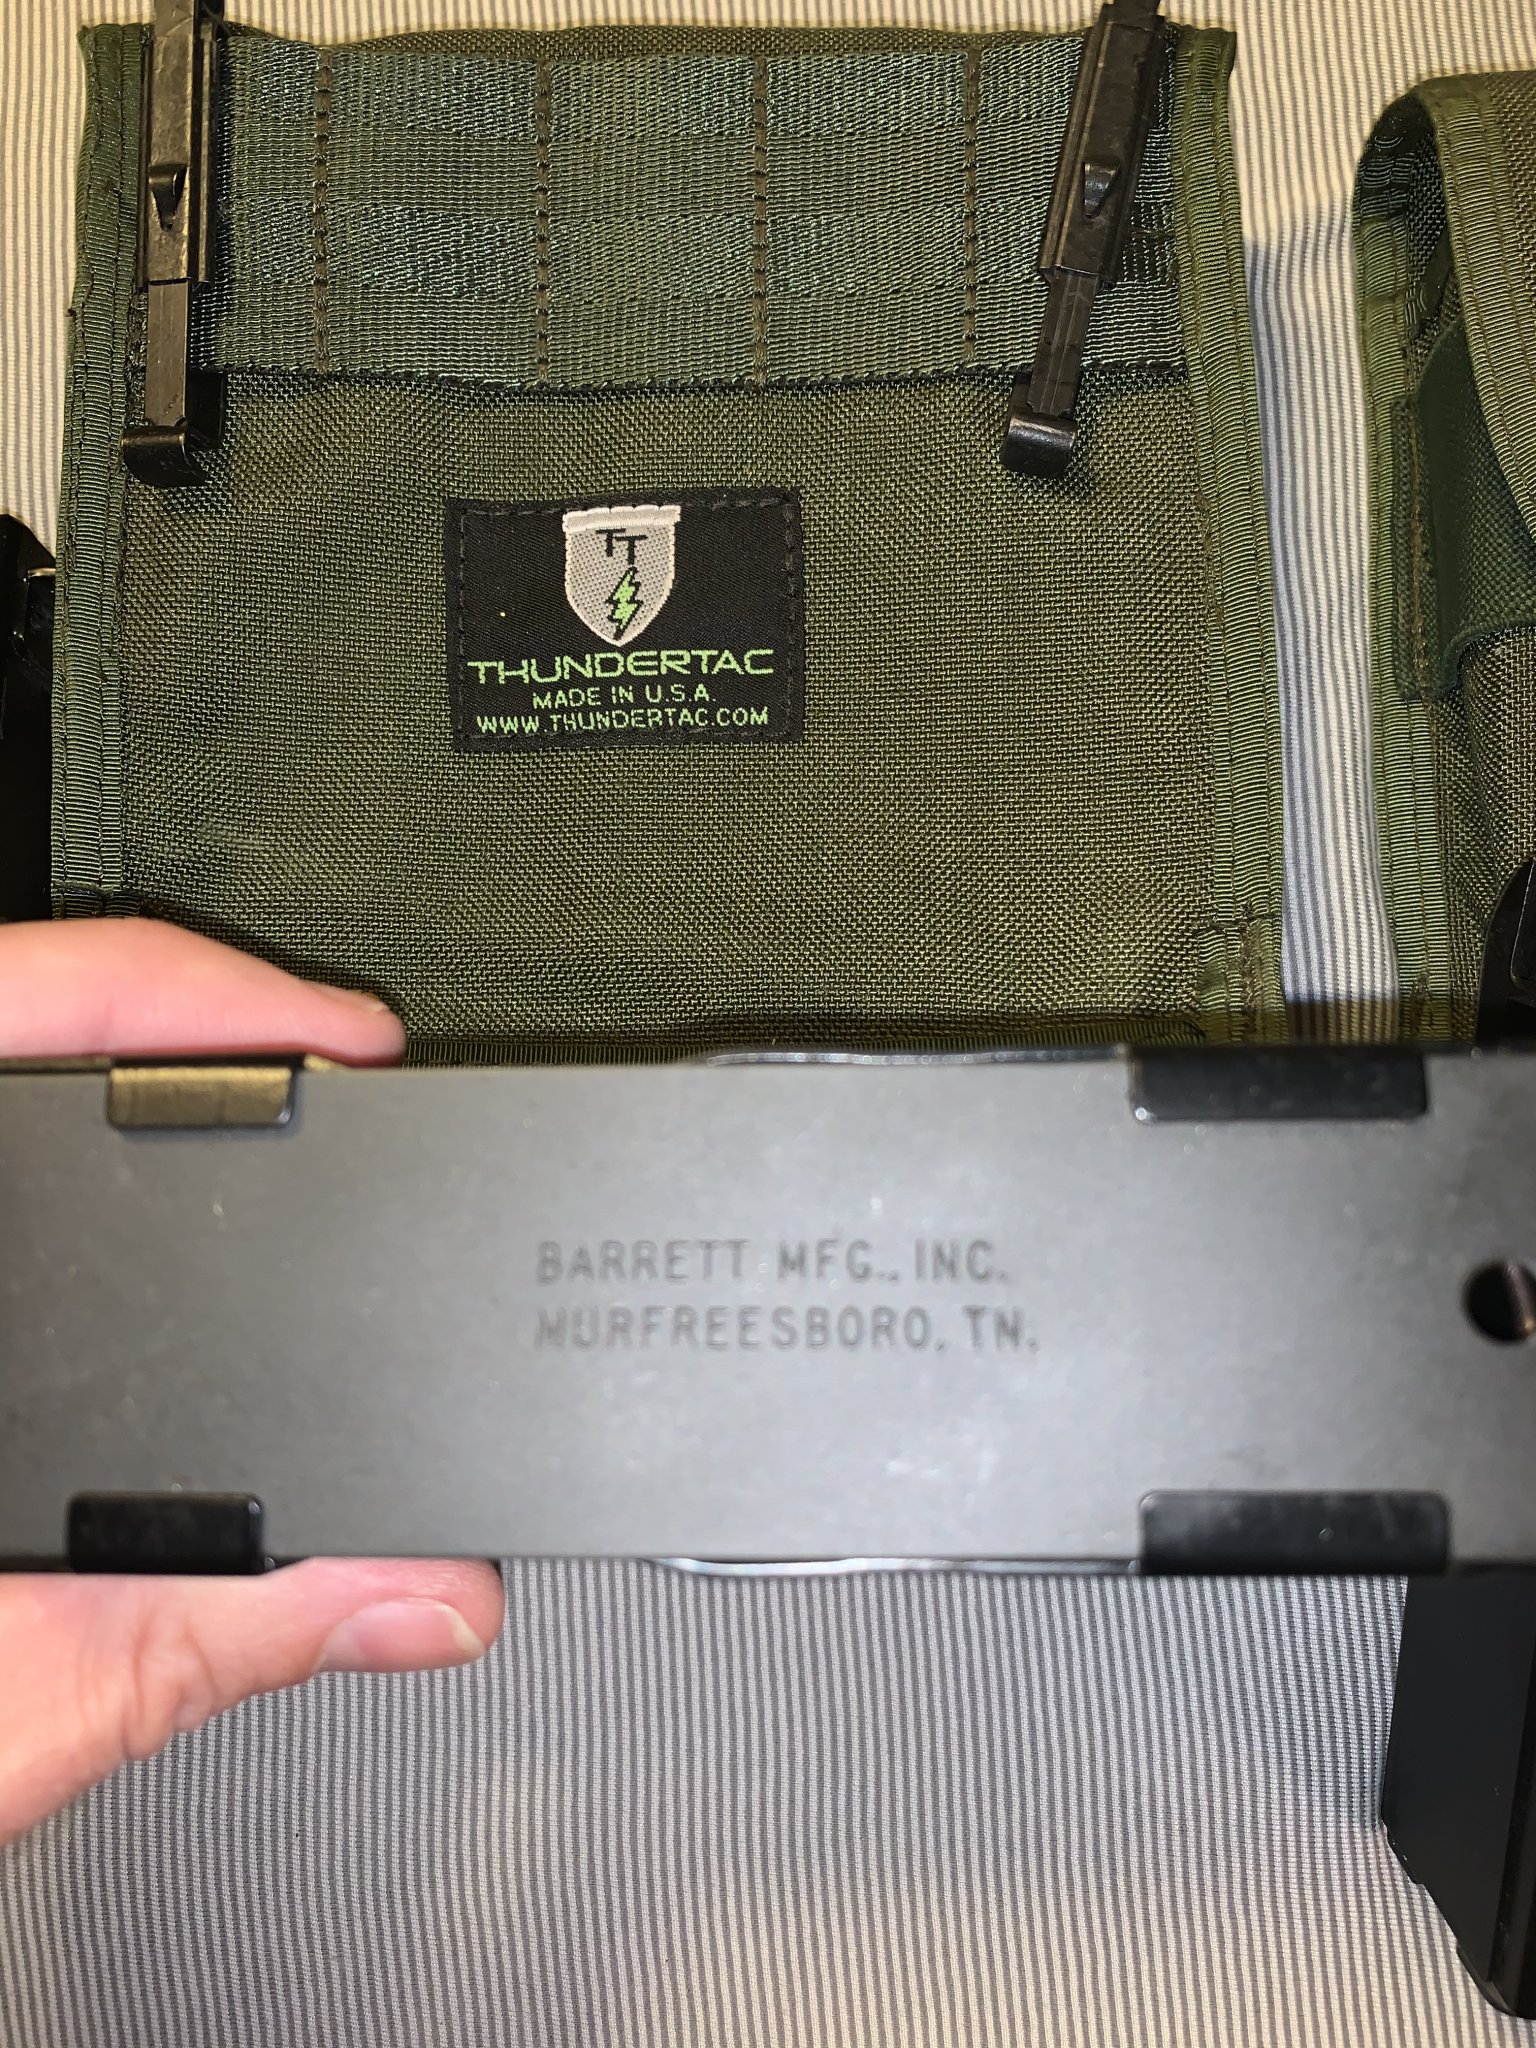 TT
THUNDERTAC
MADE IN U.S.A.
WWW.THUNDERTAC.COM
BARRETT MFG., INC.
MURFREESBORO, TN.